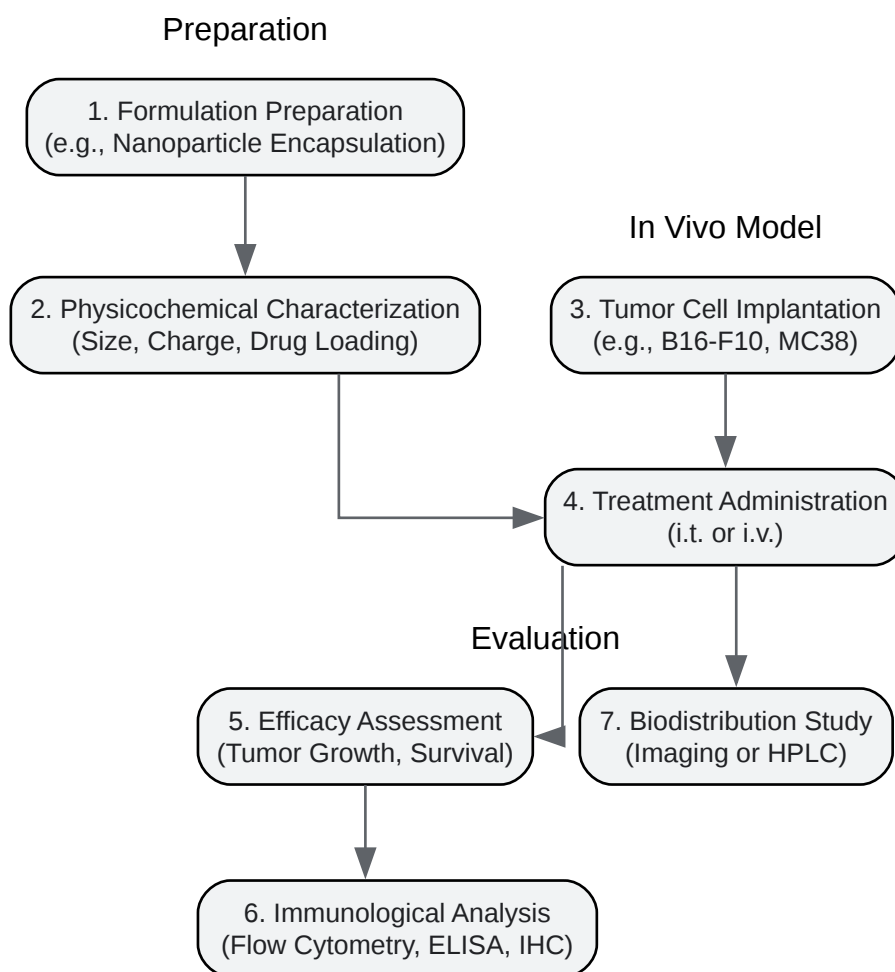 Preparation
1. Formulation Preparation
(e.g., Nanoparticle Encapsulation)
In Vivo Model
2. Physicochemical Characterization
(Size, Charge, Drug Loading)
3. Tumor Cell Implantation
(e.g., B16-F10, MC38)
4. Treatment Administration
(i.t. or i.v.)
Evaluation
5. Efficacy Assessment
(Tumor Growth, Survival)
7. Biodistribution Study
(Imaging or HPLC)
6. Immunological Analysis
(Flow Cytometry, ELISA, IHC)